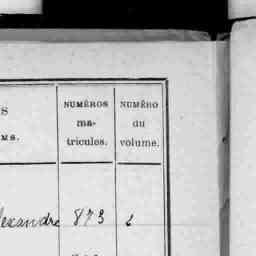 S
MS.
NUMÉROS
ma-
tricules.
NUMÉRO
du
volume.
lexandre 873 2